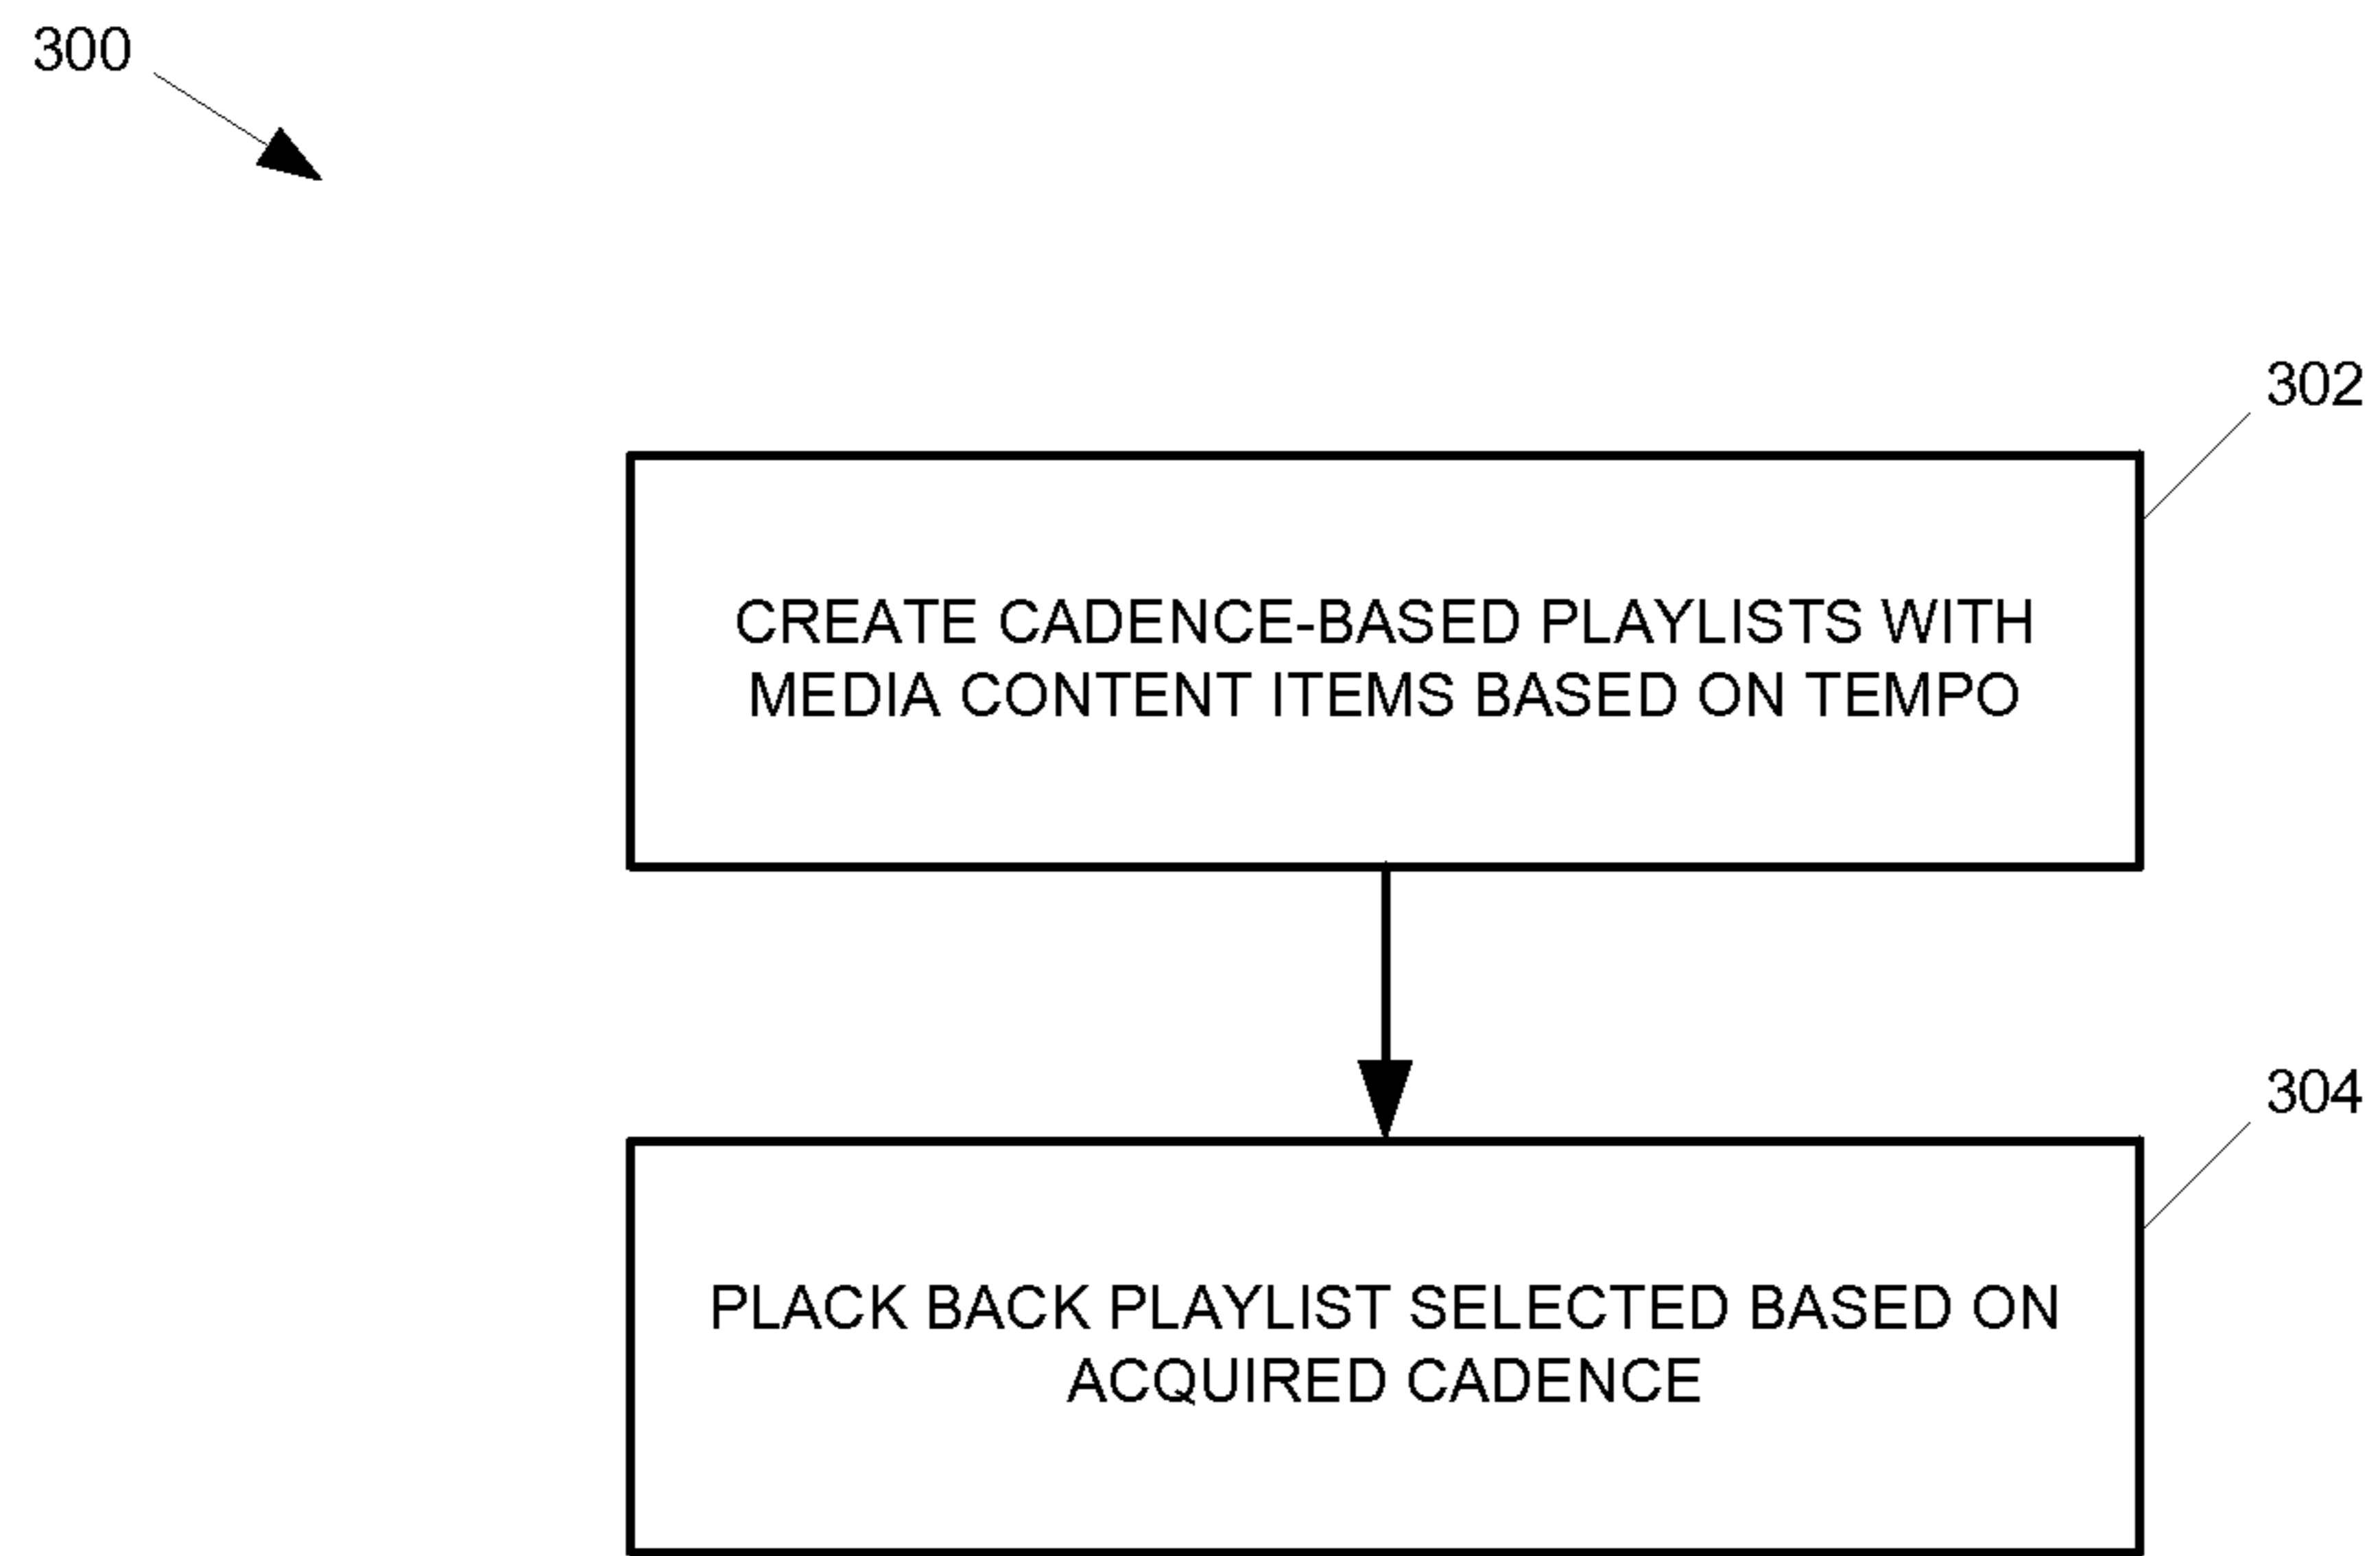 300
302
CREATE CADENCE-BASED PLAYLISTS WITH
MEDIA CONTENT ITEMS BASED ON TEMPO
304
PLACK BACK PLAYLIST SELECTED BASED ON
ACQUIRED CADENCE